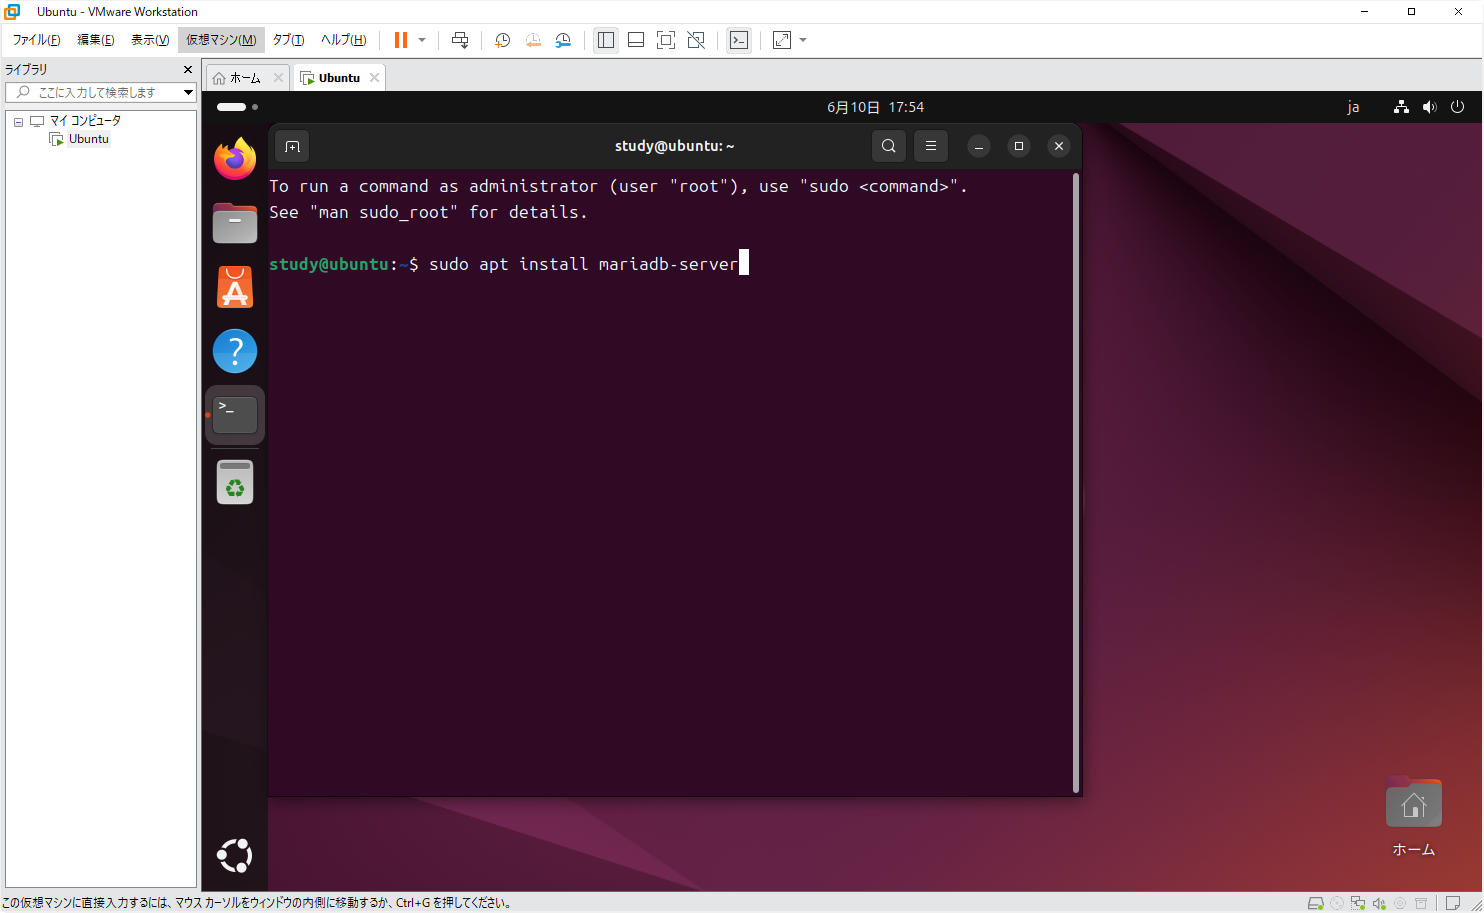 Ubuntu - VMware Workstation
ファイル(F) 編集(E) 表示(V) 仮想マシン(M) タブ(T) ヘルプ(H)
ライブラリ
ホーム Ubuntu
ここに入力して検索します
マイ コンピュータ
Ubuntu
6月10日 17:54
ja
study@ubuntu: ~
To run a command as administrator (user "root"), use "sudo <command>".
See "man sudo_root" for details.
study@ubuntu:~$ sudo apt install mariadb-server
ホーム
この仮想マシンに直接入力するには、マウス カーソルをウィンドウの内側に移動するか、Ctrl+G を押してください。